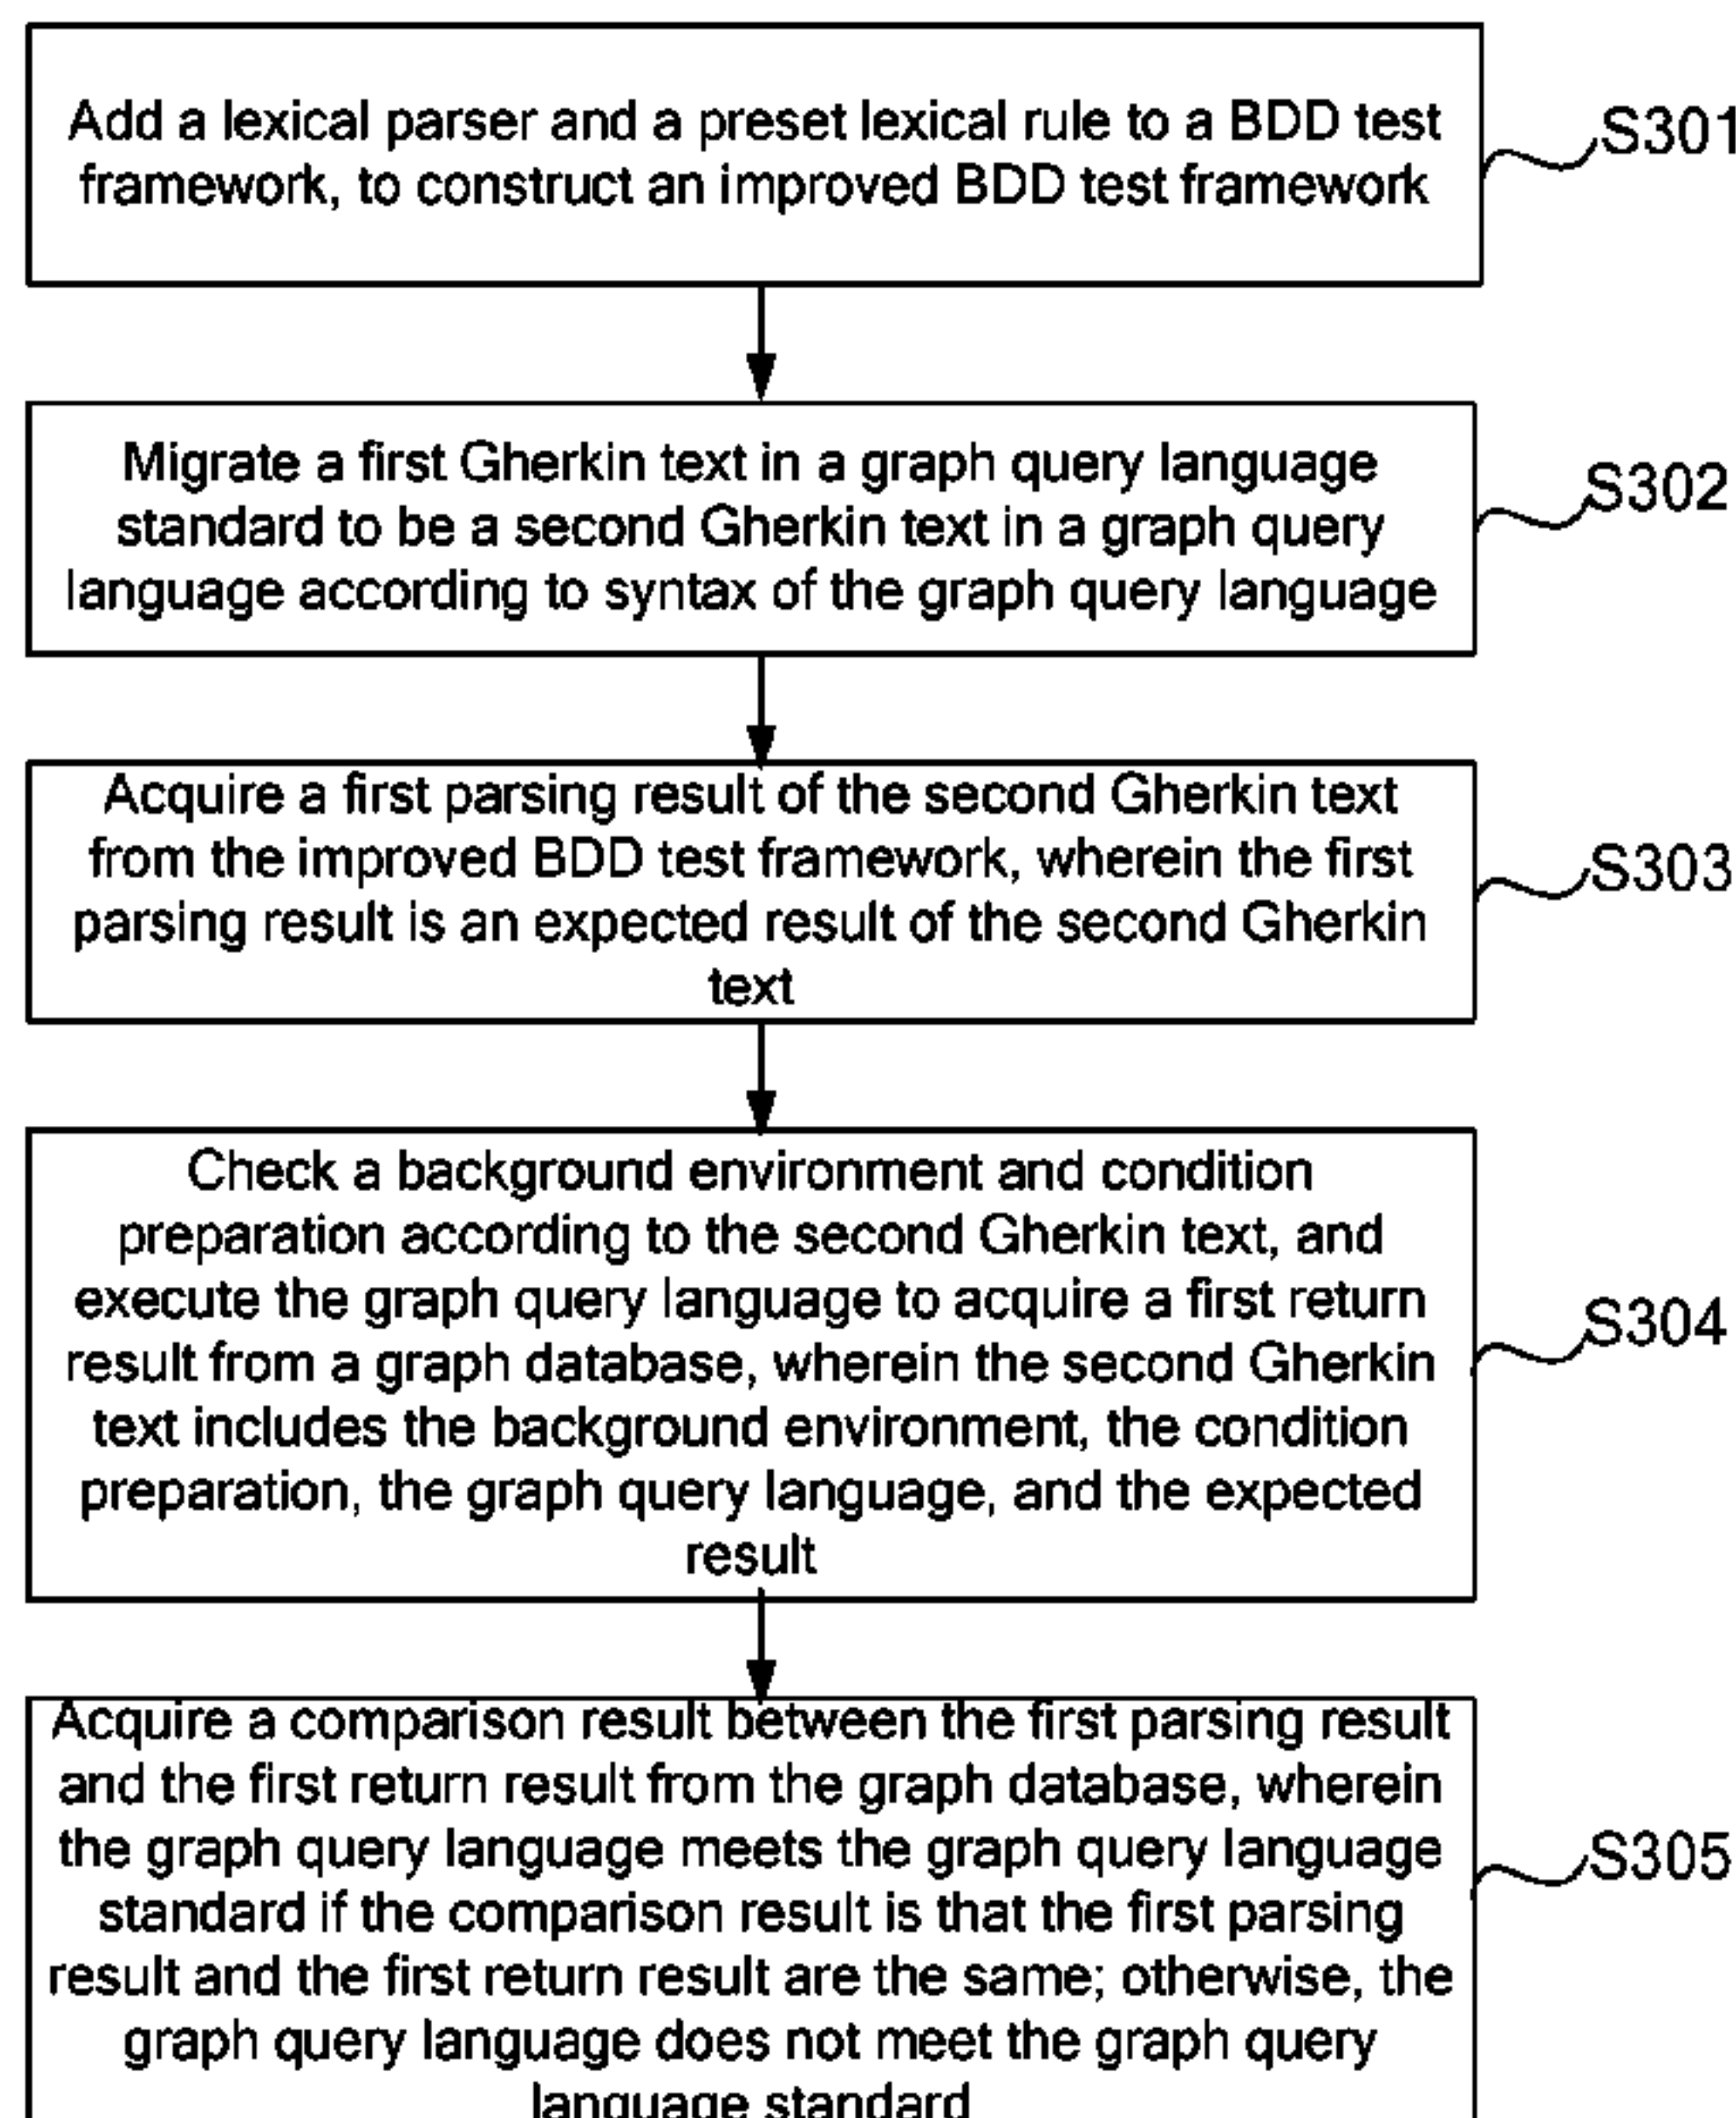 Add a lexical parser and a preset lexical rule to a BDD test
framework, to construct an improved BDD test framework
S301
Migrate a first Gherkin text in a graph query language
standard to be a second Gherkin text in a graph query
language according to syntax of the graph query language
S302
Acquire a first parsing result of the second Gherkin text
from the improved BDD test framework, wherein the first
parsing result is an expected result of the second Gherkin
text
S303
Check a background environment and condition
preparation according to the second Gherkin text, and
execute the graph query language to acquire a first return
result from a graph database, wherein the second Gherkin
text includes the background environment, the condition
preparation, the graph query language, and the expected
result
S304
Acquire a comparison result between the first parsing result
and the first return result from the graph database, wherein
the graph query language meets the graph query language
standard if the comparison result is that the first parsing
result and the first return result are the same; otherwise, the
graph query language does not meet the graph query
language standard
S305